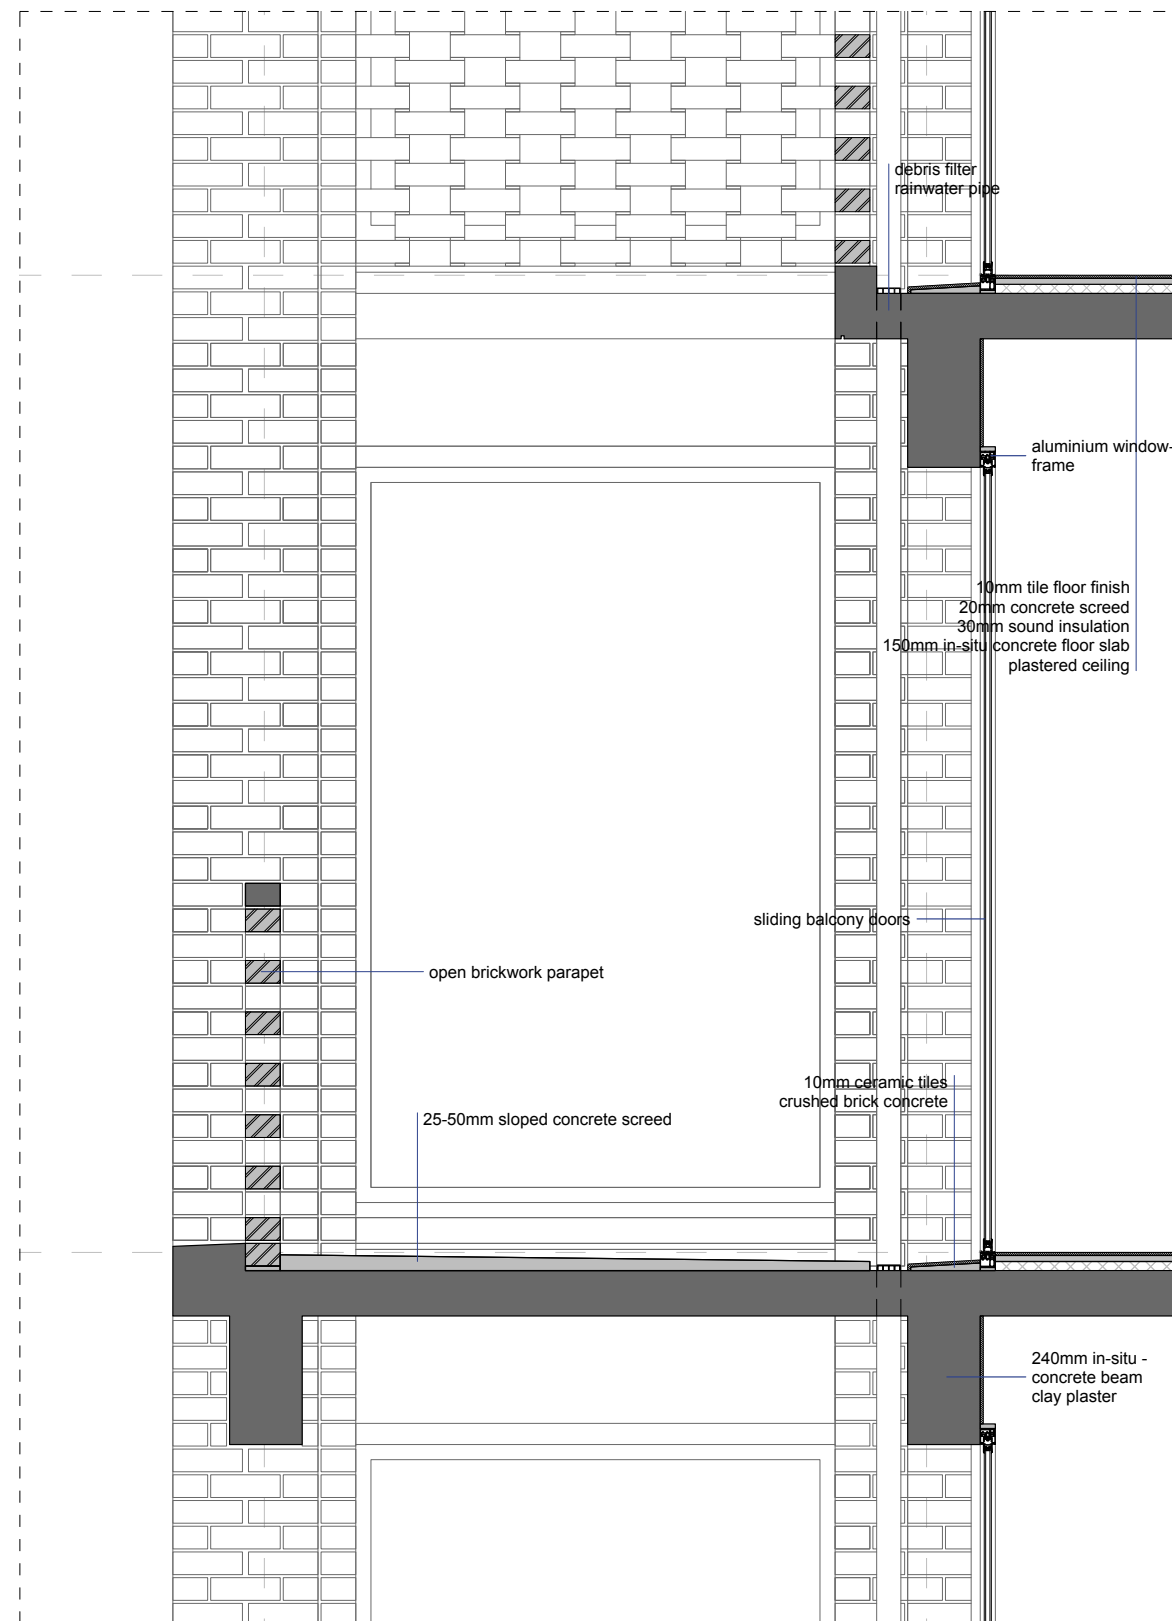 debris filter
rainwater pipe
aluminium window-
frame
10mm tile floor finish
20mm concrete screed
30mm sound insulation
150mm in-situ concrete floor slab
plastered ceiling
sliding balcony doors
open brickwork parapet
10mm ceramic tiles
crushed brick concrete
25-50mm sloped concrete screed
240mm in-situ -
concrete beam
clay plaster